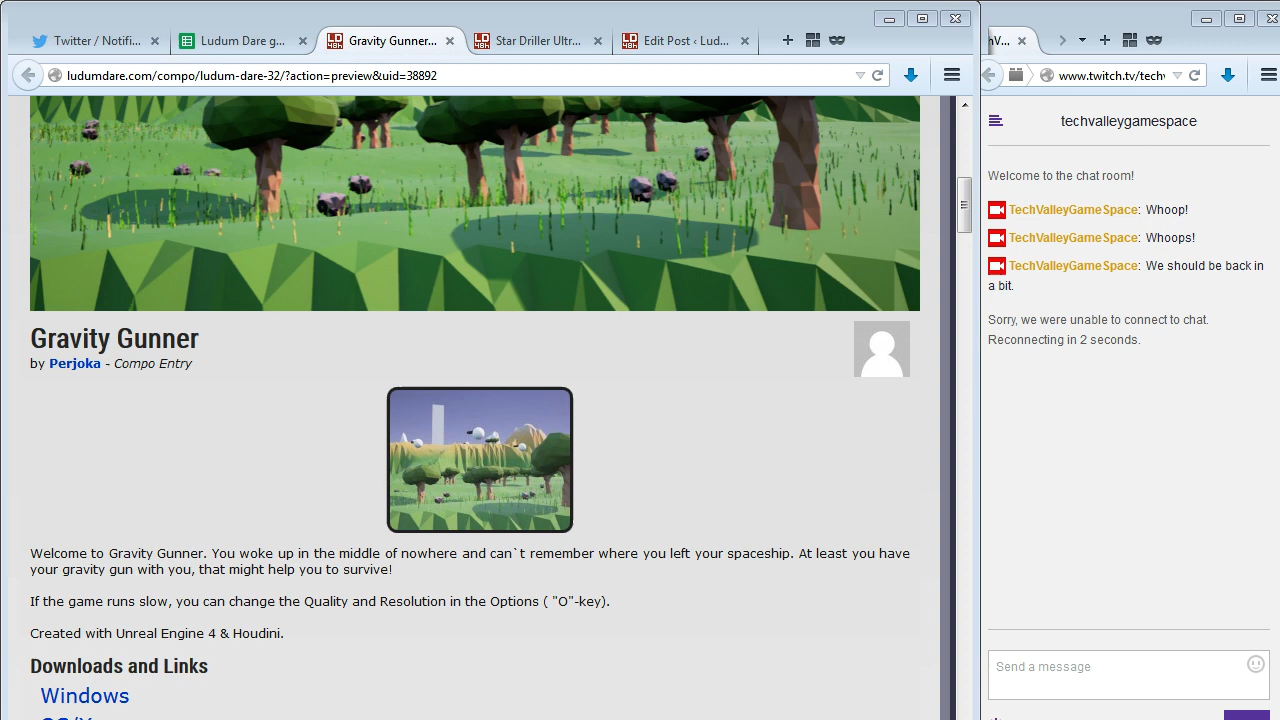 Twitter / Notifi...
Ludum Dare g...
Gravity Gunner...
Star Driller Ultr...
Edit Post ‹ Lud...
ludumdare.com/compo/ludum-dare-32/?action=preview&uid=38892
Gravity Gunner
by Perjoka - Compo Entry
Welcome to Gravity Gunner. You woke up in the middle of nowhere and can`t remember where you left your spaceship. At least you have
your gravity gun with you, that might help you to survive!
If the game runs slow, you can change the Quality and Resolution in the Options ( "O"-key).
Created with Unreal Engine 4 & Houdini.
Downloads and Links
Windows
www.twitch.tv/tech
techvalleygamespace
Welcome to the chat room!
TechValleyGameSpace: Whoop!
TechValleyGameSpace: Whoops!
TechValleyGameSpace: We should be back in
a bit.
Sorry, we were unable to connect to chat.
Reconnecting in 2 seconds.
Send a message